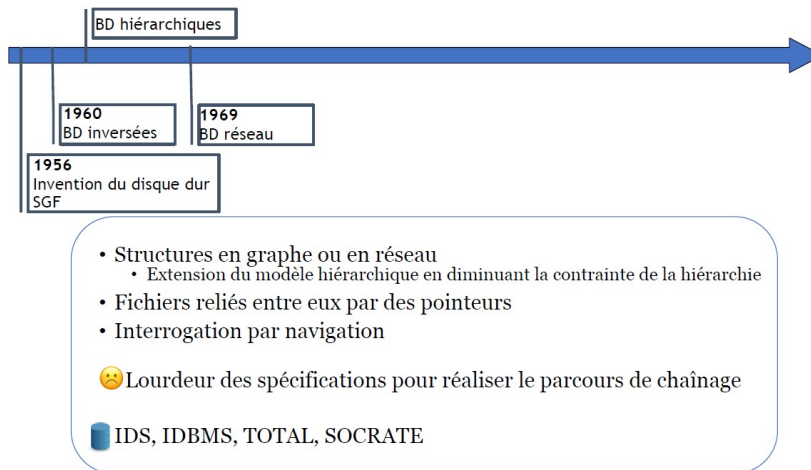 BD hiérarchiques
1960
BD inversées
1969
BD réseau
1956
Invention du disque dur
SGF
• Structures en graphe ou en réseau
• Extension du modèle hiérarchique en diminuant la contrainte de la hiérarchie
• Fichiers reliés entre eux par des pointeurs
• Interrogation par navigation
Lourdeur des spécifications pour réaliser le parcours de chaînage
IDS, IDBMS, TOTAL, SOCRATE